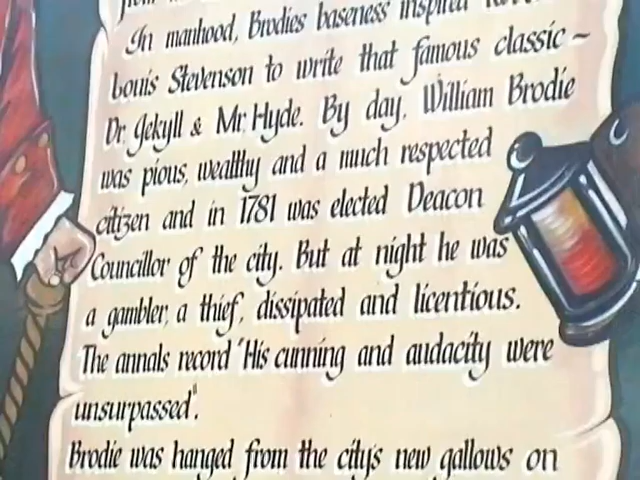 In manhood, Brodies baseness inspired
Louis Stevenson to write that famous classic ~
Dr. Jekyll & Mr. Hyde. By day, William Brodie
was pious, wealthy and a much respected
citizen and in 1781 was elected Deacon
Councillor of the city. But at night he was
a gambler, a thief, dissipated and licentious.
The annals record "His cunning and audacity were
unsurpassed".
Brodie was hanged from the city's new gallows on